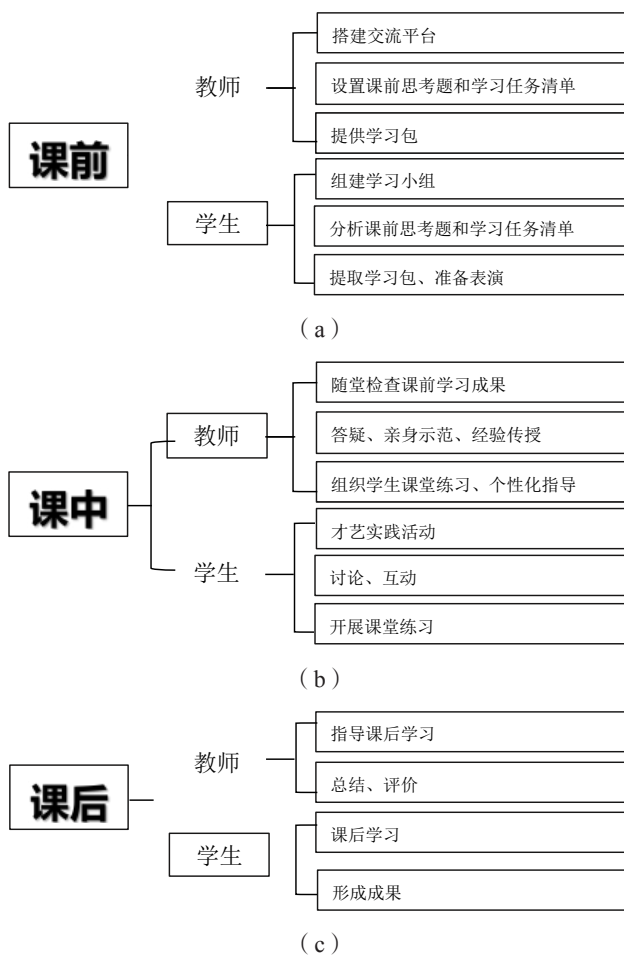 搭建交流平台
教师
设置课前思考题和学习任务清单
提供学习包
课前
组建学习小组
学生
分析课前思考题和学习任务清单
提取学习包、准备表演
（a）
随堂检查课前学习成果
教师
答疑、亲身示范、经验传授
组织学生课堂练习、个性化指导
课中
才艺实践活动
学生
讨论、互动
开展课堂练习
（b）
指导课后学习
教师
总结、评价
课后
课后学习
学生
形成成果
（c）